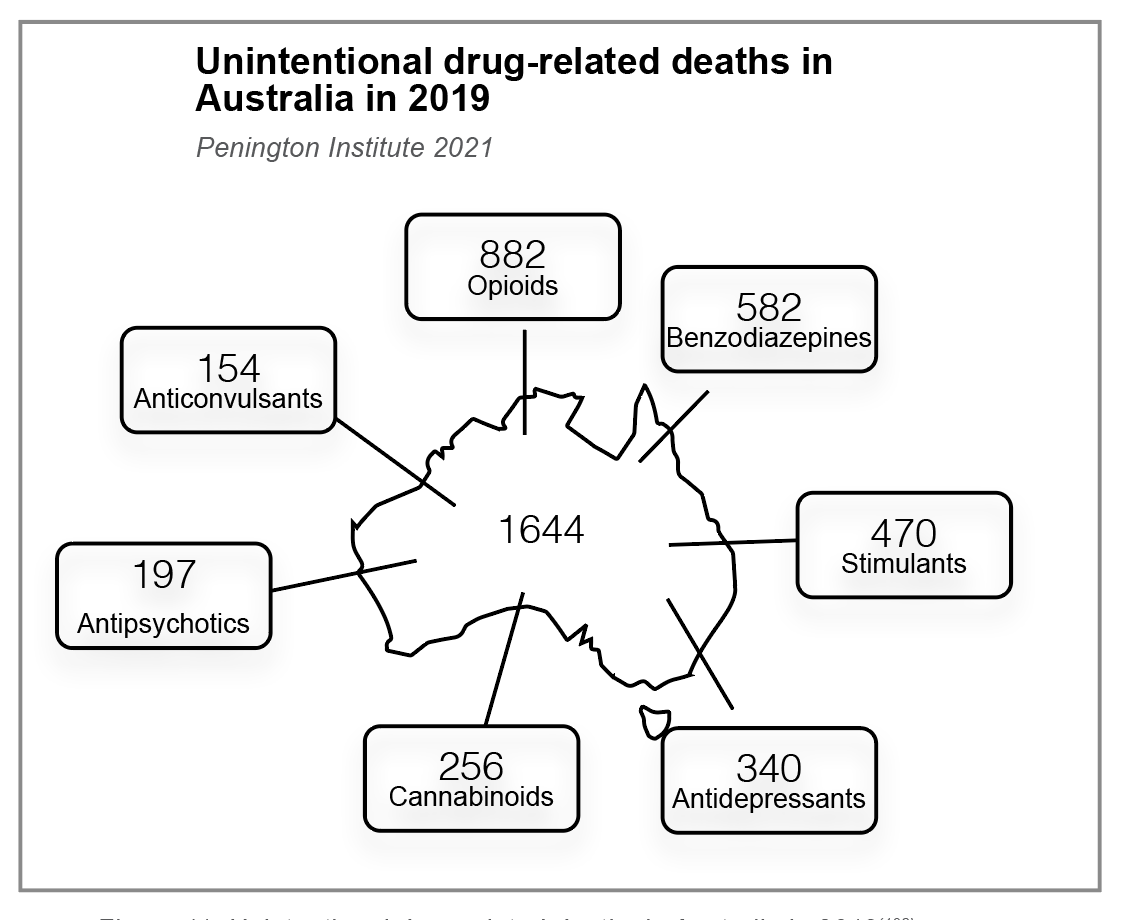 Unintentional drug-related deaths in
Australia in 2019
Penington Institute 2021
882
Opioids
582
Benzodiazepines
154
Anticonvulsants
470
Stimulants
1644
197
Antipsychotics
256
Cannabinoids
340
Antidepressants